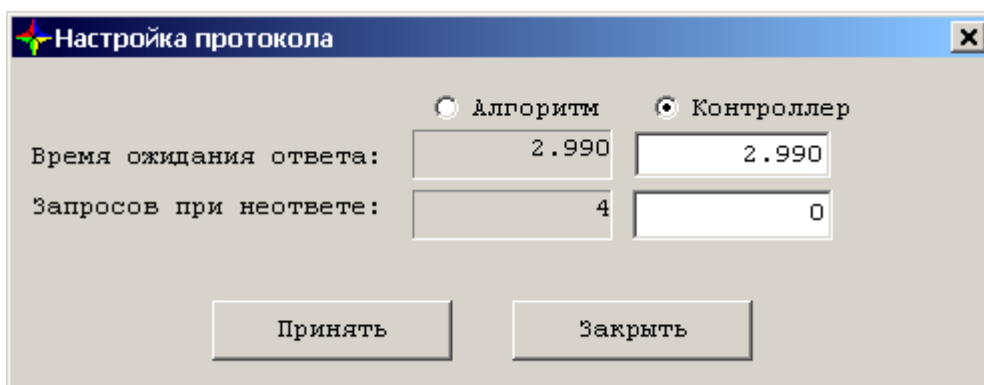 Настройка протокола
Алгоритм Контроллер
Время ожидания ответа: 2.990 2.990
Запросов при неответе: 4 0
Принять Закрыть